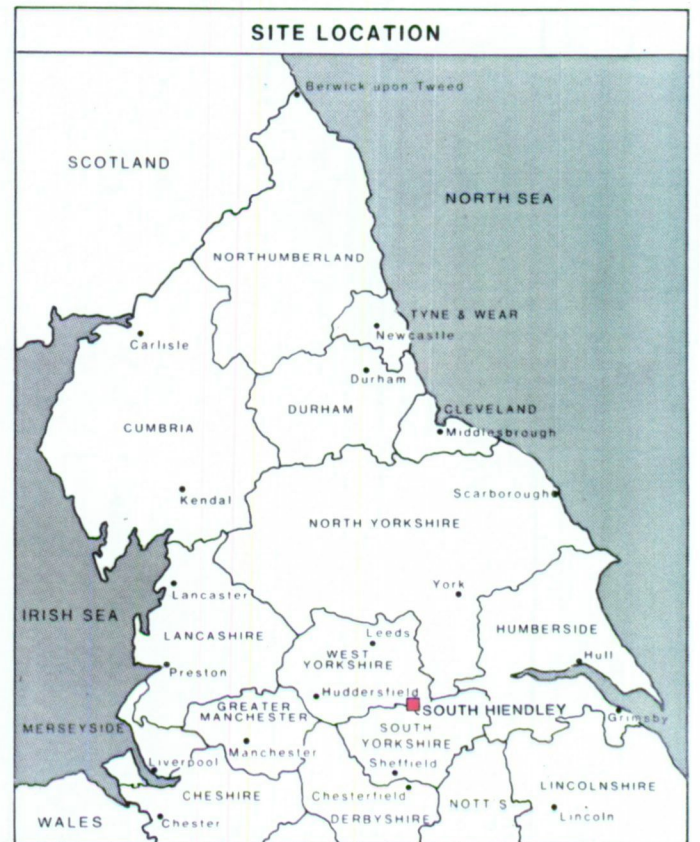 SITE LOCATION
Berwick upon Tweed
SCOTLAND
NORTH SEA
NORTHUMBERLAND
TYNE & WEAR
Newcastle
Carlisle
Durham
DURHAM
CLEVELAND
CUMBRIA
Middlesbrough
Kendal
Scarborough
NORTH YORKSHIRE
York
Lancaster
IRISH SEA
LANCASHIRE
Leeds
HUMBERSIDE
WEST
YORKSHIRE
Hull
Preston
Huddersfield
GREATER
MANCHESTER
SOUTH HIENDLEY
Grimsby
MERSEYSIDE
SOUTH
YORKSHIRE
Manchester
Liverpool
Sheffield
CHESHIRE
Chesterfield
NOTT S
LINCOLNSHIRE
WALES
Chester
DERBYSHIRE
Lincoln